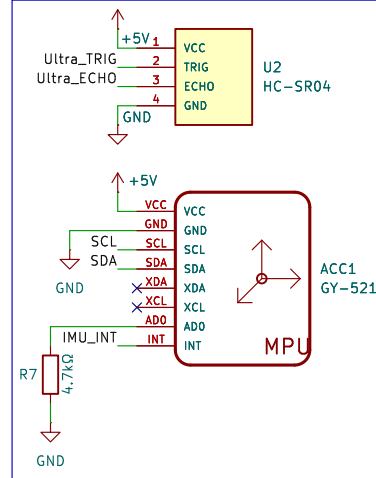 +5V
1 VCC
Ultra_TRIG 2 TRIG
Ultra_ECHO 3 ECHO
4 GND
GND
U2
HC-SR04
+5V
VCC VCC
GND GND
SCL SCL SCL
SDA SDA SDA
XDA XDA
XCL XCL
AD0 AD0
IMU_INT INT INT
GND
ACC1
GY-521
MPU
R7
4.7kΩ
GND